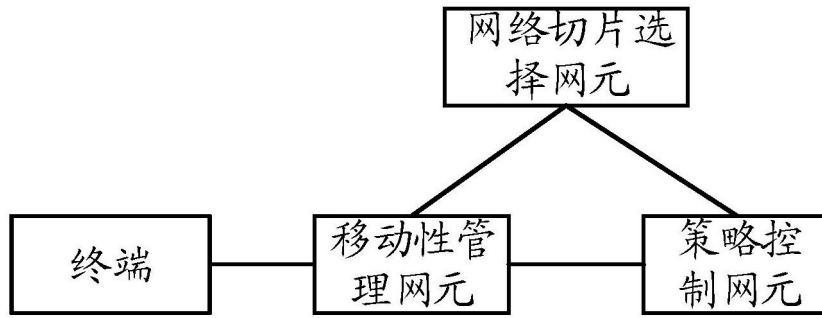 网络切片选
择网元
终端
移动性管
理网元
策略控
制网元